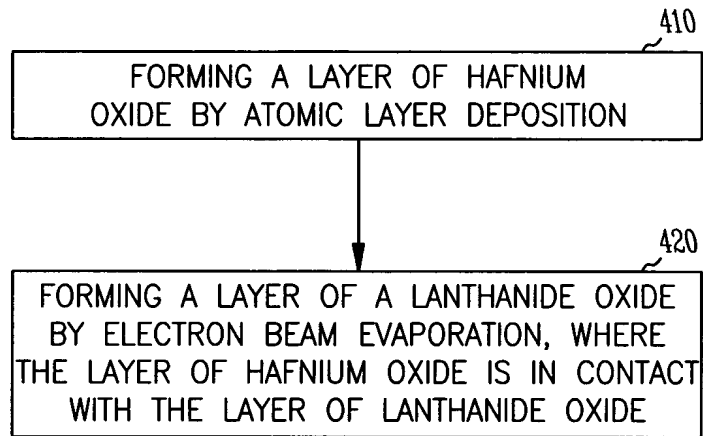 410
FORMING A LAYER OF HAFNIUM
OXIDE BY ATOMIC LAYER DEPOSITION
420
FORMING A LAYER OF A LANTHANIDE OXIDE
BY ELECTRON BEAM EVAPORATION, WHERE
THE LAYER OF HAFNIUM OXIDE IS IN CONTACT
WITH THE LAYER OF LANTHANIDE OXIDE